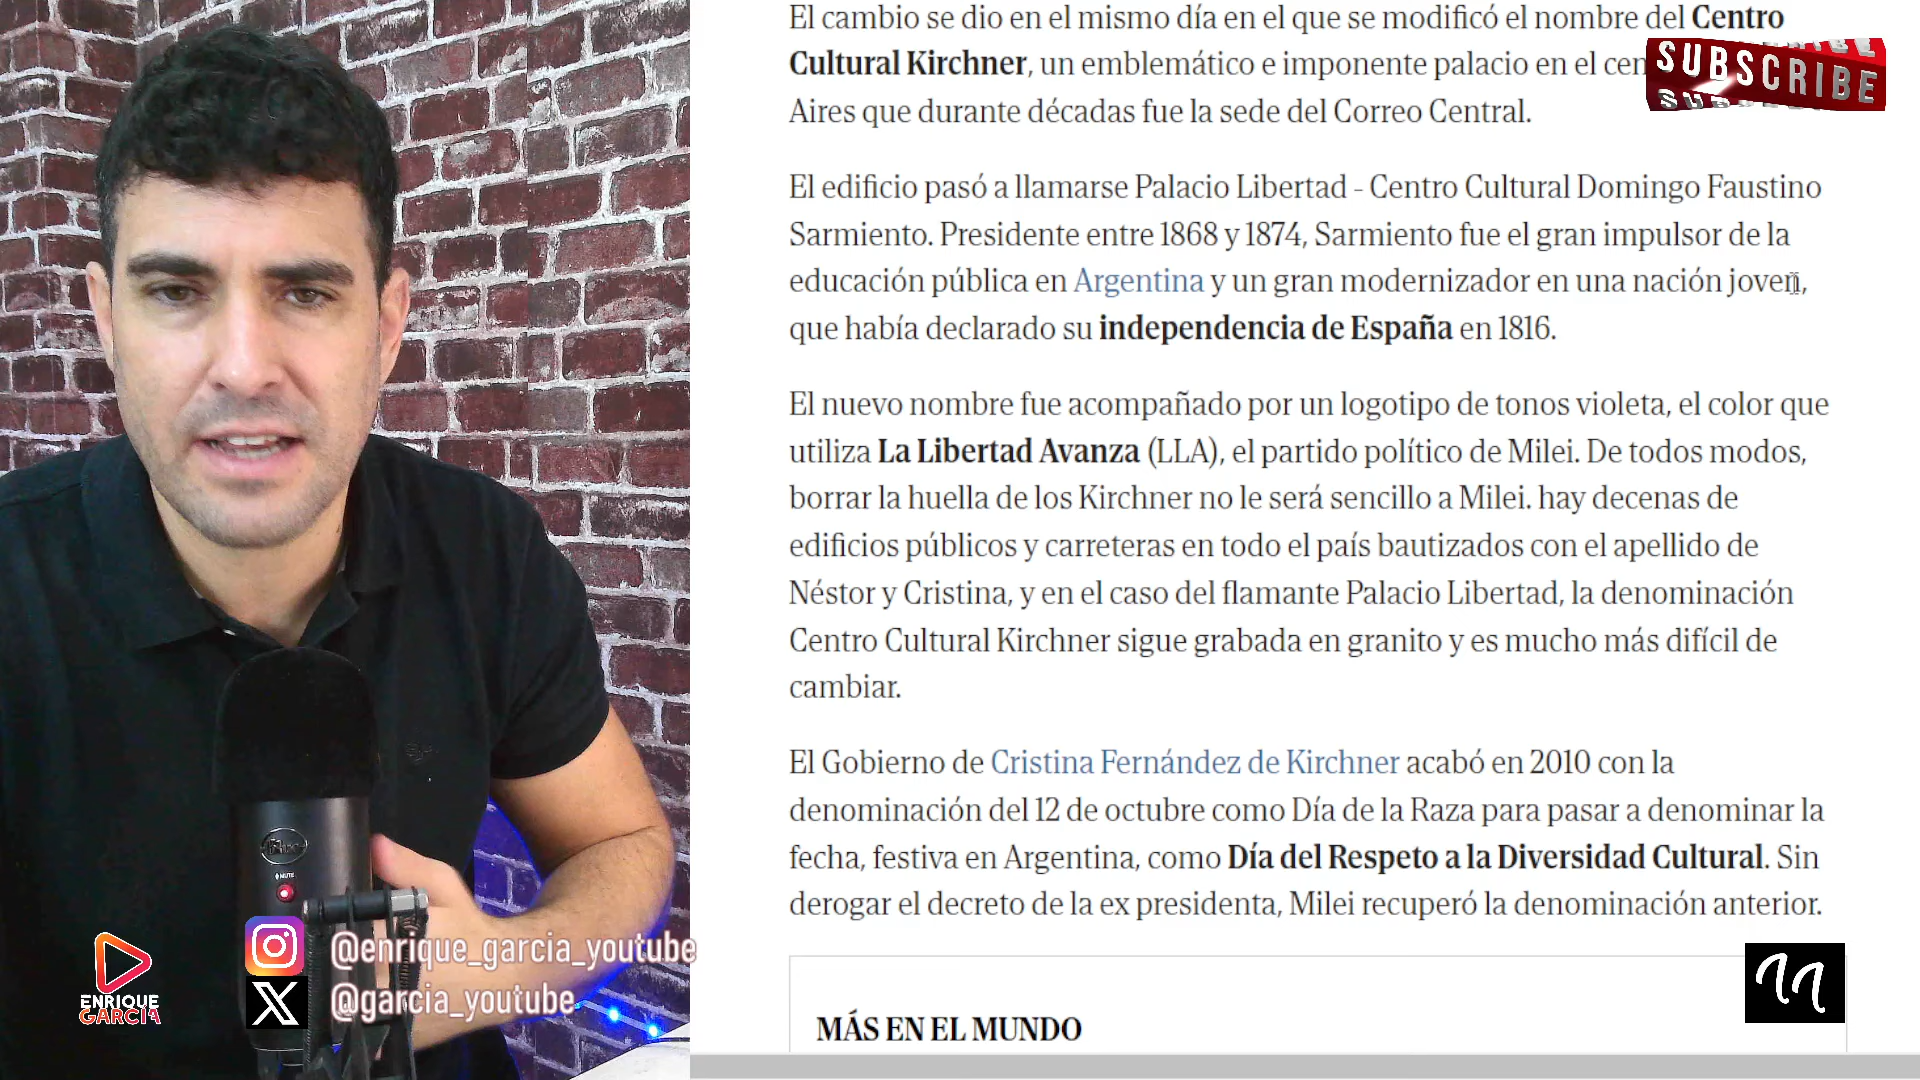 El cambio se dio en el mismo día en el que se modificó el nombre del Centro
Cultural Kirchner, un emblemático e imponente palacio en el cen
Aires que durante décadas fue la sede del Correo Central.
SUBSCRIBE
El edificio pasó a llamarse Palacio Libertad - Centro Cultural Domingo Faustino
Sarmiento. Presidente entre 1868 y 1874, Sarmiento fue el gran impulsor de la
educación pública en Argentina y un gran modernizador en una nación joven,
que había declarado su independencia de España en 1816.
El nuevo nombre fue acompañado por un logotipo de tonos violeta, el color que
utiliza La Libertad Avanza (LLA), el partido político de Milei. De todos modos,
borrar la huella de los Kirchner no le será sencillo a Milei. hay decenas de
edificios públicos y carreteras en todo el país bautizados con el apellido de
Néstor y Cristina, y en el caso del flamante Palacio Libertad, la denominación
Centro Cultural Kirchner sigue grabada en granito y es mucho más difícil de
cambiar.
El Gobierno de Cristina Fernández de Kirchner acabó en 2010 con la
denominación del 12 de octubre como Día de la Raza para pasar a denominar la
fecha, festiva en Argentina, como Día del Respeto a la Diversidad Cultural. Sin
derogar el decreto de la ex presidenta, Milei recuperó la denominación anterior.
MÁS EN EL MUNDO
MUTE
ENRIQUE
GARCÍA
@enrique_garcia_youtube
@garcia_youtube